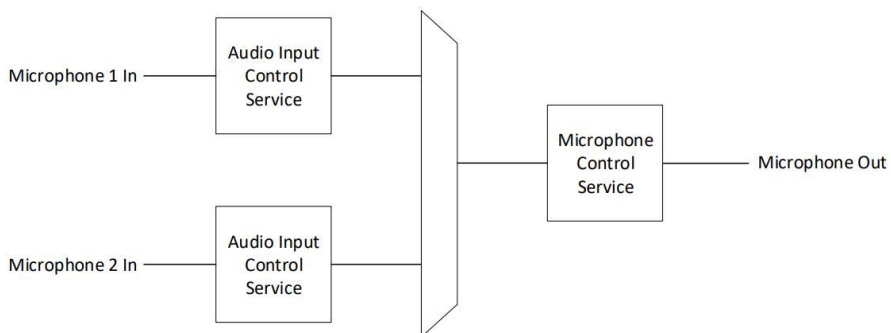 Microphone 1 In
Audio Input
Control
Service
Microphone 2 In
Audio Input
Control
Service
Microphone
Control
Service
Microphone Out